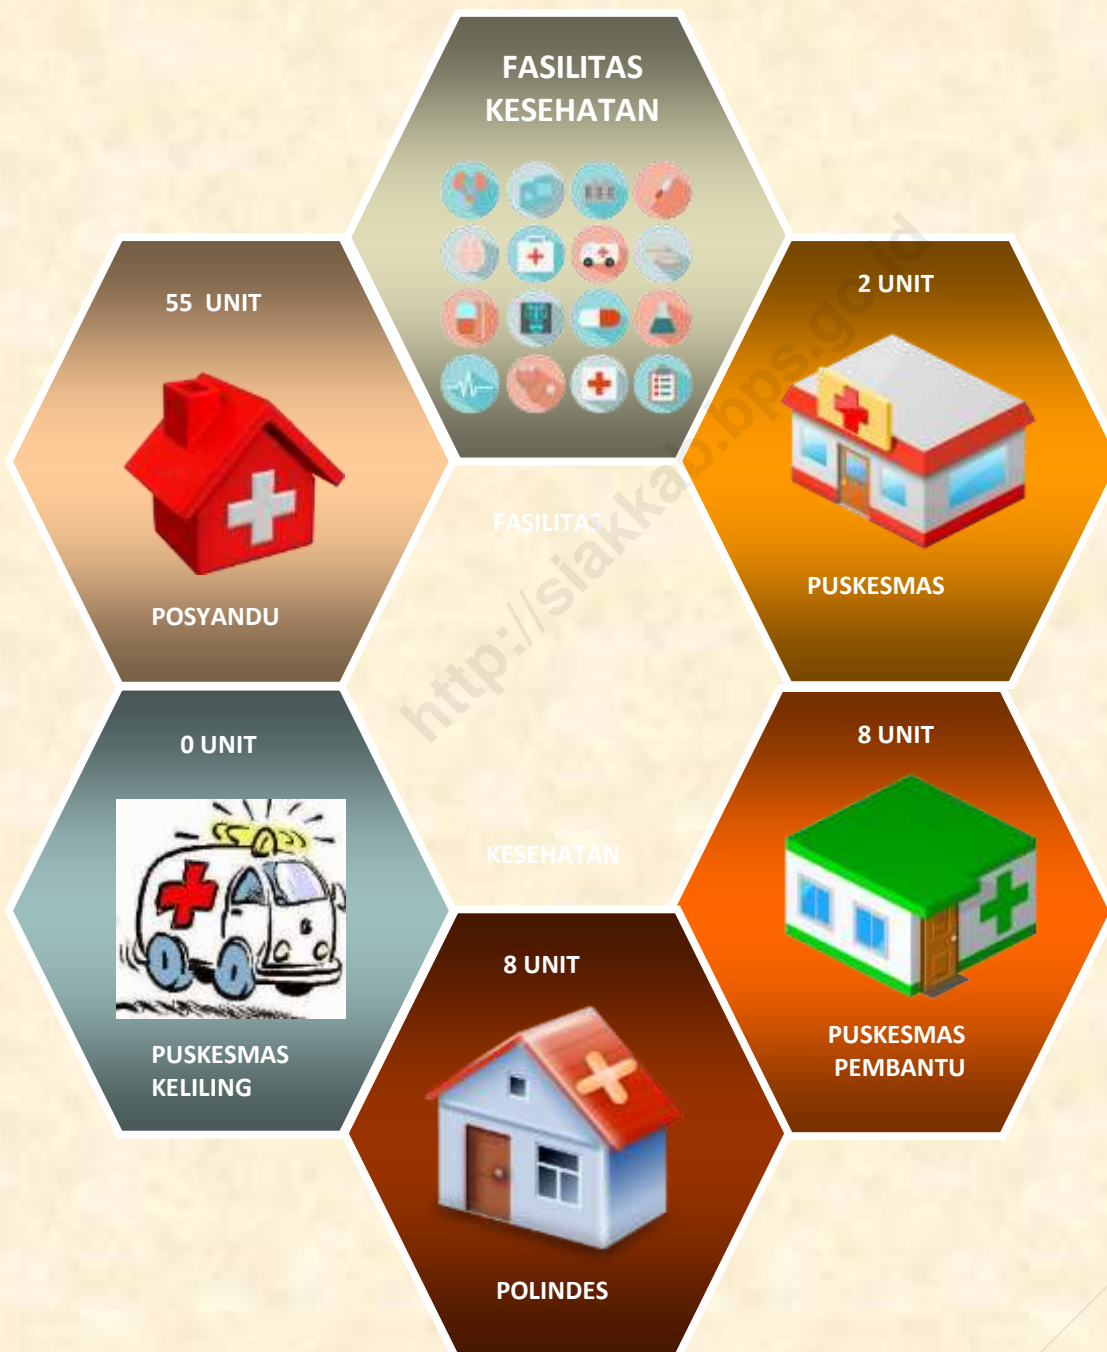 FASILITAS
KESEHATAN
55 UNIT
POSYANDU
2 UNIT
PUSKESMAS
FASILITAS
KESEHATAN
0 UNIT
PUSKESMAS
KELILING
8 UNIT
PUSKESMAS
PEMBANTU
8 UNIT
POLINDES
http://siakkab.bps.go.id